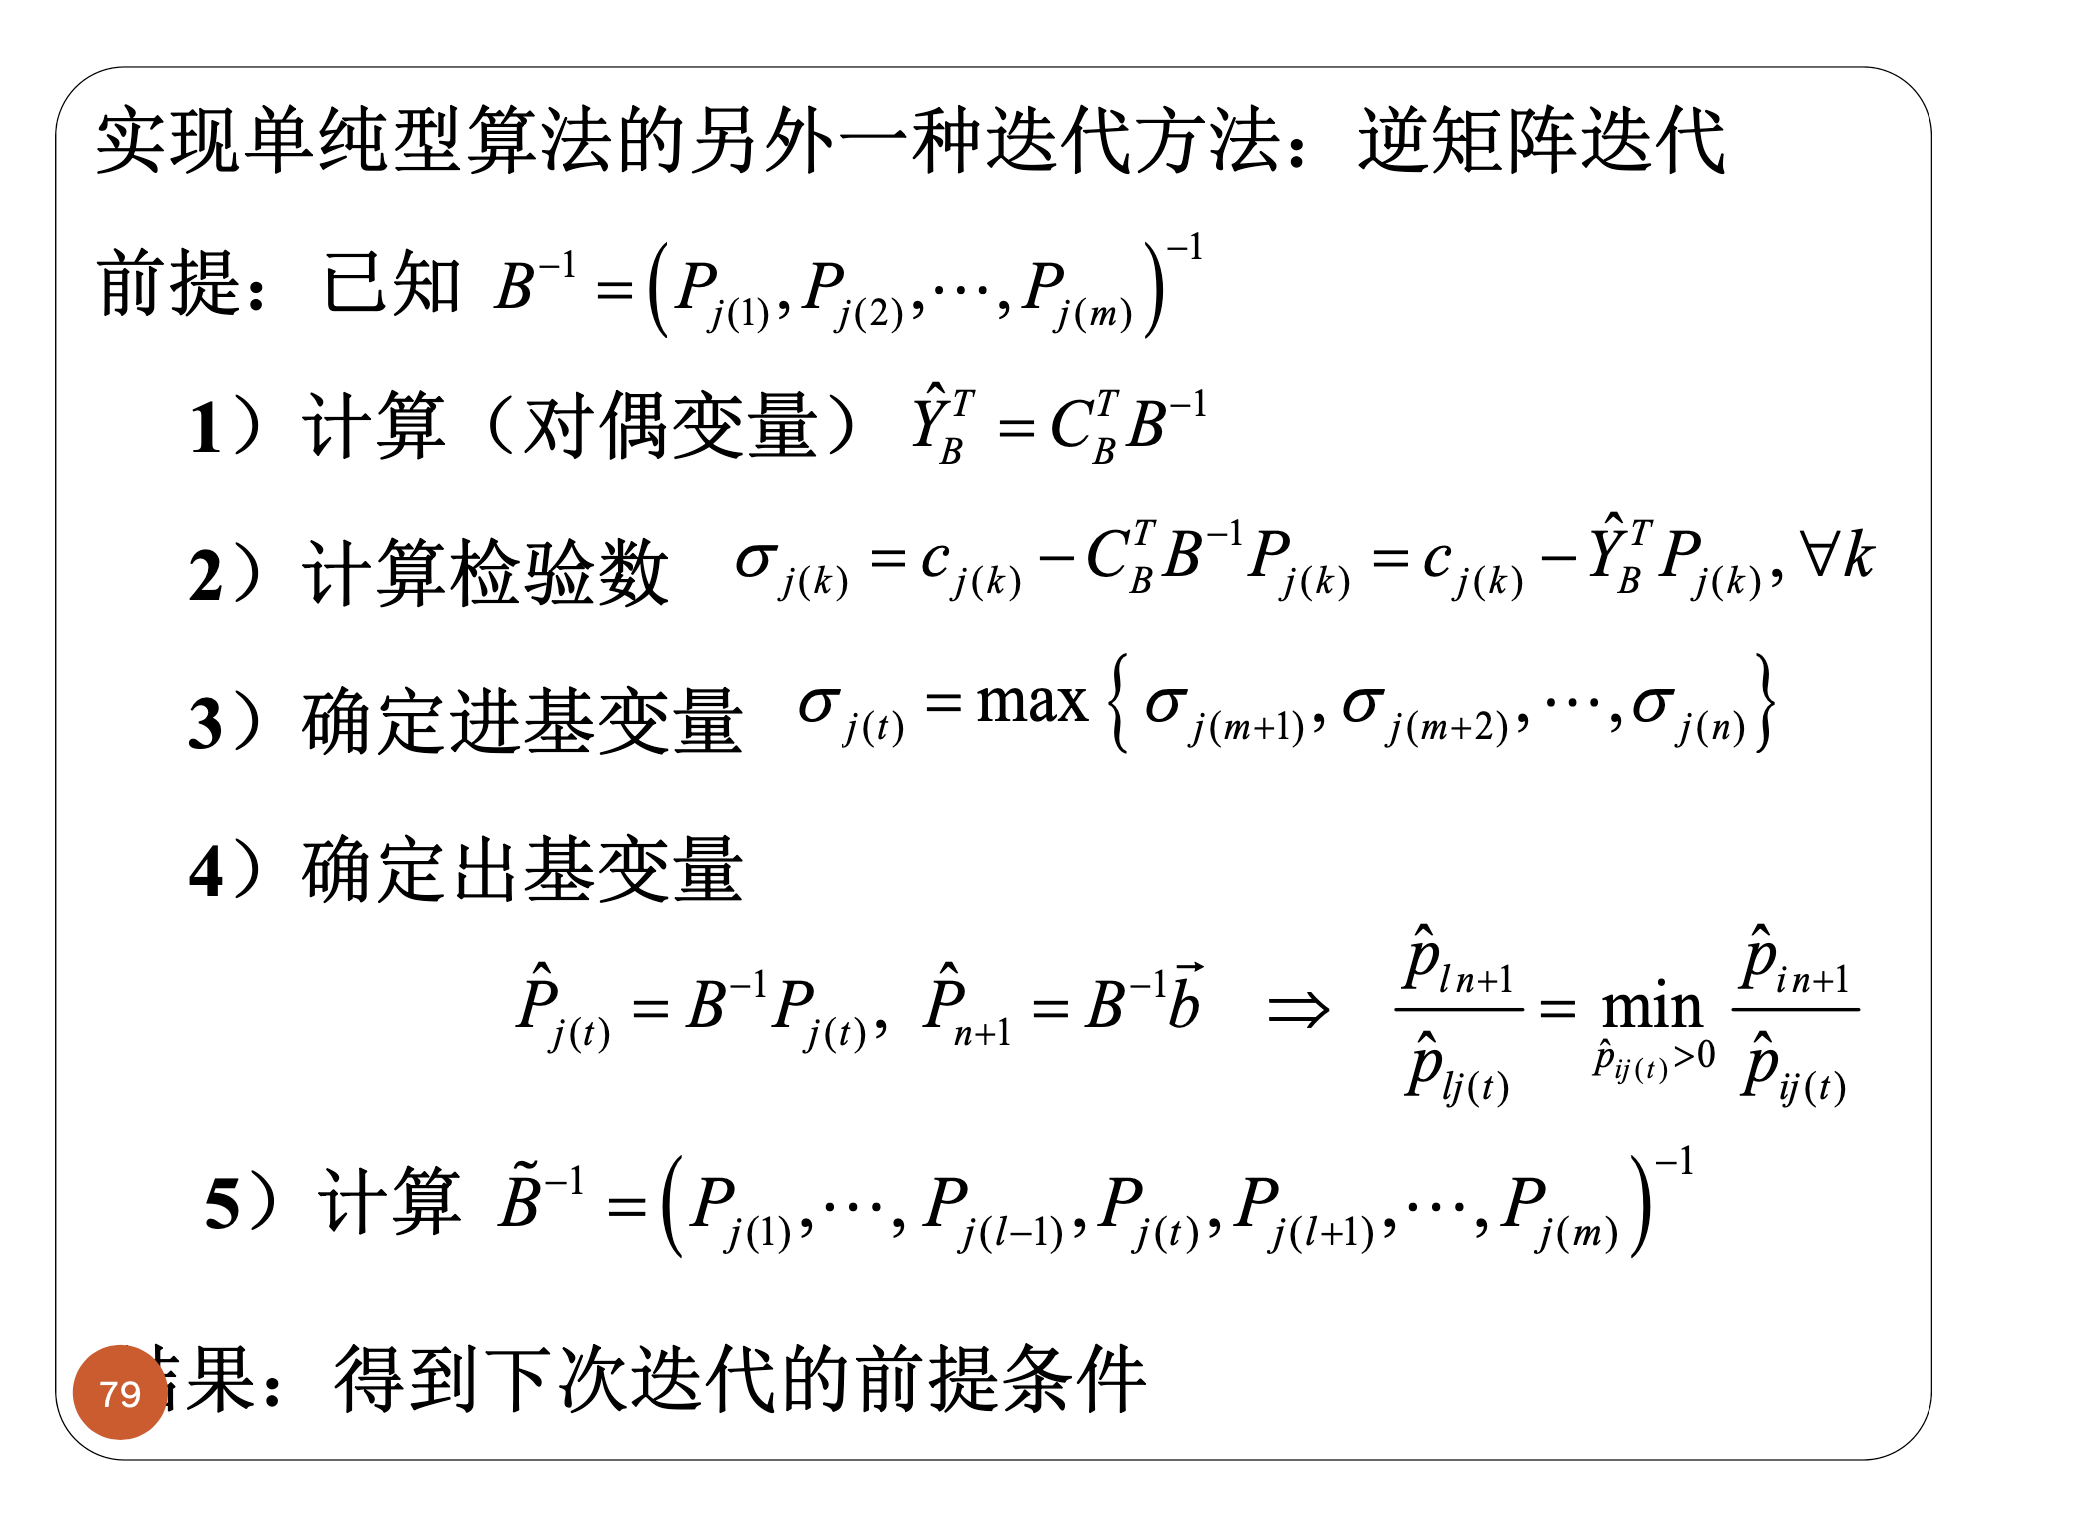 实现单纯型算法的另外一种迭代方法：逆矩阵迭代
前提：已知 $B^{-1} = \left(P_{j(1)}, P_{j(2)}, \cdots, P_{j(m)}\right)^{-1}$
1）计算（对偶变量） $\hat{Y}_B^T = C_B^T B^{-1}$
2）计算检验数 $\sigma_{j(k)} = c_{j(k)} - C_B^T B^{-1} P_{j(k)} = c_{j(k)} - \hat{Y}_B^T P_{j(k)}, \forall k$
3）确定进基变量 $\sigma_{j(t)} = \max\left\{\sigma_{j(m+1)}, \sigma_{j(m+2)}, \cdots, \sigma_{j(n)}\right\}$
4）确定出基变量
$\hat{P}_{j(t)} = B^{-1} P_{j(t)}, \hat{P}_{n+1} = B^{-1} \vec{b} \Rightarrow \frac{\hat{p}_{l\,n+1}}{\hat{p}_{lj(t)}} = \min_{\hat{p}_{ij(t)}>0} \frac{\hat{p}_{i\,n+1}}{\hat{p}_{ij(t)}}$
5）计算 $\tilde{B}^{-1} = \left(P_{j(1)}, \cdots, P_{j(l-1)}, P_{j(t)}, P_{j(l+1)}, \cdots, P_{j(m)}\right)^{-1}$
结果：得到下次迭代的前提条件
79